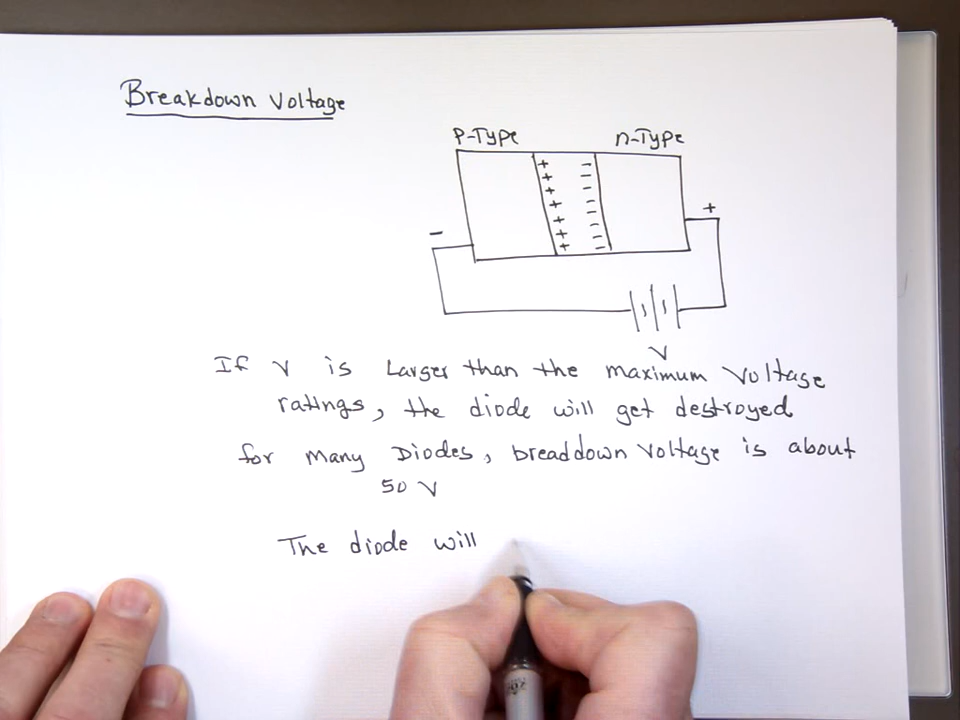 Breakdown Voltage
P-Type n-Type
+ -
+ -
+ -
+ -
+ -
+ -
+ -
- +
V
If V is Larger than the maximum Voltage
ratings, the diode will get destroyed
for many Diodes, breaddown Voltage is about
50 V
The diode will